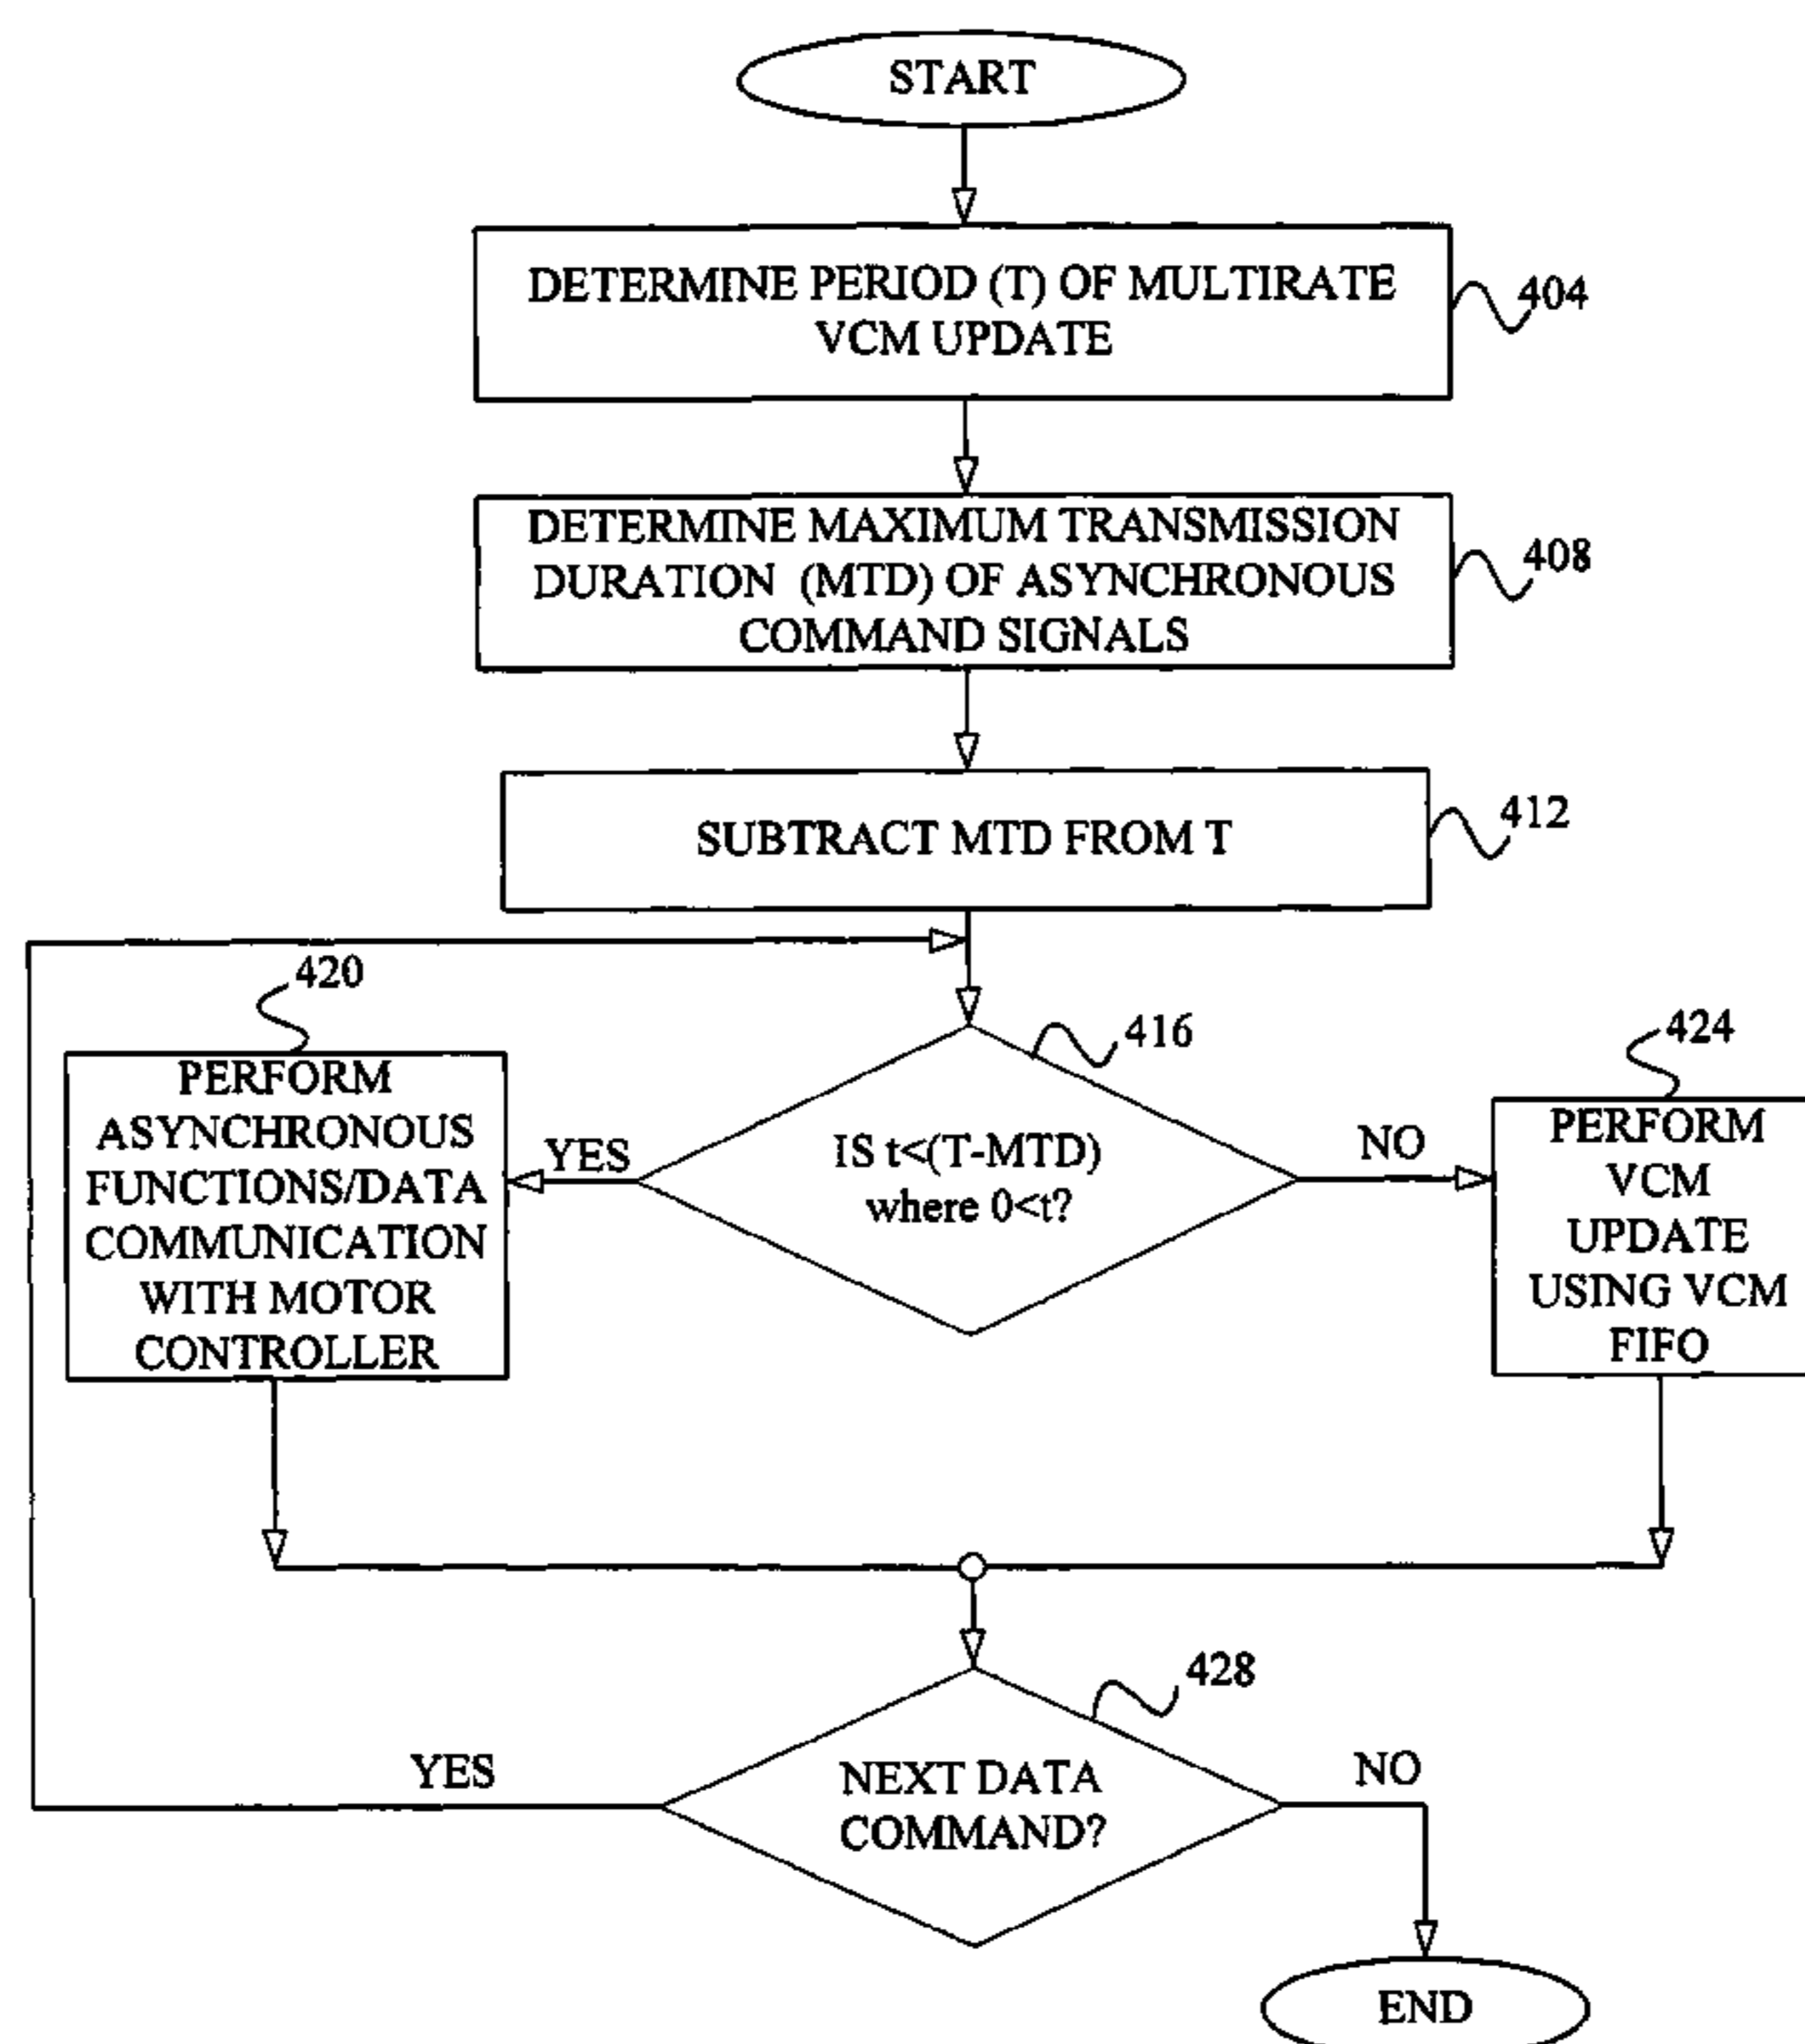 START
DETERMINE PERIOD (T) OF MULTIRATE
VCM UPDATE
404
DETERMINE MAXIMUM TRANSMISSION
DURATION (MTD) OF ASYNCHRONOUS
COMMAND SIGNALS
408
SUBTRACT MTD FROM T
412
420
PERFORM
ASYNCHRONOUS
FUNCTIONS/DATA
COMMUNICATION
WITH MOTOR
CONTROLLER
YES
416
IS t<(T-MTD)
where 0<t?
NO
424
PERFORM
VCM
UPDATE
USING VCM
FIFO
428
YES
NEXT DATA
COMMAND?
NO
END